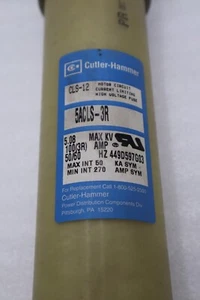 Cutler-Hammer
CLS-12
MOTOR CIRCUIT
CURRENT LIMITING
HIGH VOLTAGE FUSE
5ACLS-3R
5.08 MAX KV
100(3R) AMP
50/60 HZ 449D597G03
MAX INT 50 KA SYM
MIN INT 270 AMP SYM
For Replacement Call 1-800-525-
Cutler-Hammer
Power Distribution Components Div.
Pittsburgh, PA 15220